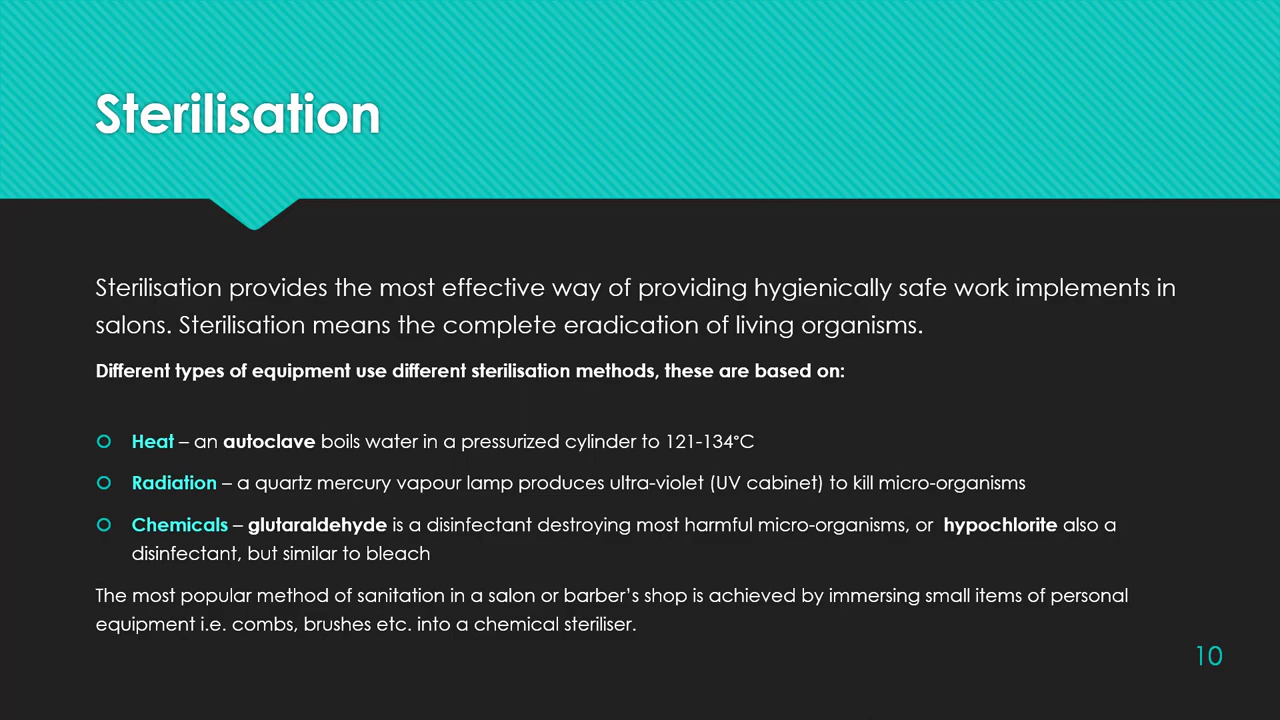 Sterilisation
Sterilisation provides the most effective way of providing hygienically safe work implements in
salons. Sterilisation means the complete eradication of living organisms.
Different types of equipment use different sterilisation methods, these are based on:
Heat – an autoclave boils water in a pressurized cylinder to 121-134°C
Radiation – a quartz mercury vapour lamp produces ultra-violet (UV cabinet) to kill micro-organisms
Chemicals – glutaraldehyde is a disinfectant destroying most harmful micro-organisms, or hypochlorite also a
disinfectant, but similar to bleach
The most popular method of sanitation in a salon or barber’s shop is achieved by immersing small items of personal
equipment i.e. combs, brushes etc. into a chemical steriliser.
10